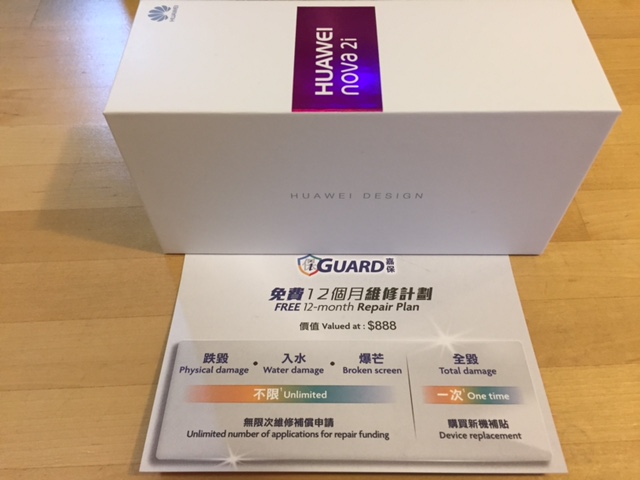 HUAWEI
HUAWEI
nova 2i
HUAWEI DESIGN
iGUARD 嘉保
免費12個月維修計劃
FREE 12-month Repair Plan
價值 Valued at : $888
跌毀 • 入水 • 爆芒
Physical damage Water damage Broken screen
不限¹ Unlimited
無限次維修補償申請
Unlimited number of applications for repair funding
全毀
Total damage
一次¹ One time
購買新機補貼
Device replacement